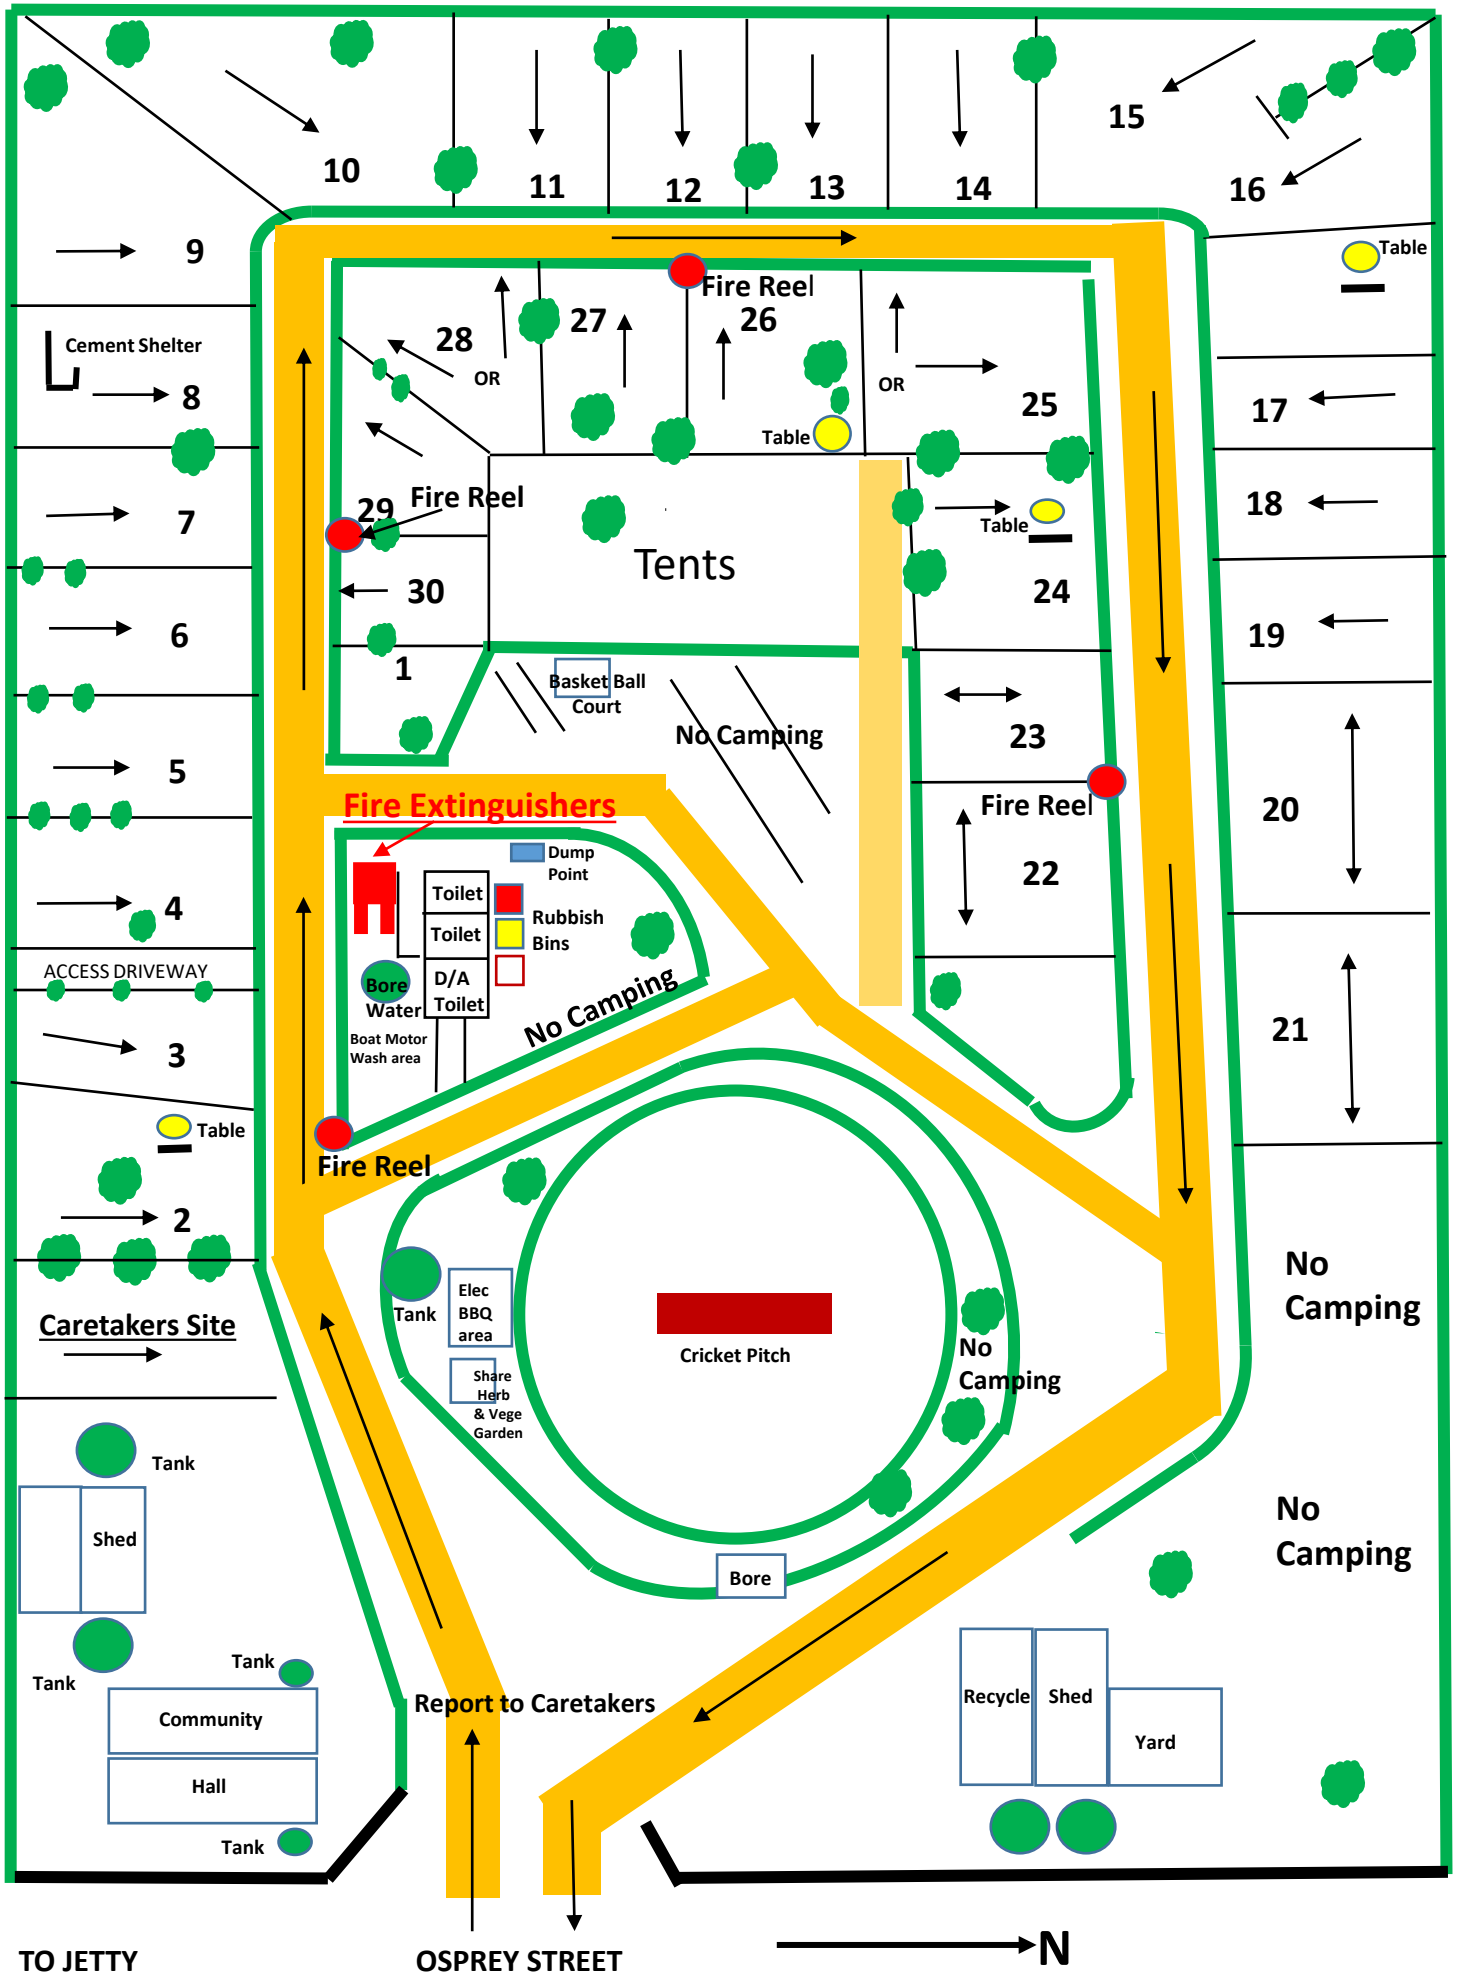 10
11
12
13
14
15
16
9
Table
Fire Reel
28
27
26
OR
OR
25
Cement Shelter
8
17
Table
7
29
Fire Reel
18
Table
Tents
30
24
6
19
1
Basket Ball
Court
No Camping
23
5
20
Fire Extinguishers
Fire Reel
Dump
Point
22
Toilet
Rubbish
Bins
Toilet
4
ACCESS DRIVEWAY
Bore
Water
D/A
Toilet
No Camping
Boat Motor
Wash area
3
21
Table
Fire Reel
2
No
Camping
Caretakers Site
Tank
Elec
BBQ
area
Cricket Pitch
No
Camping
Share
Herb
& Vege
Garden
Tank
Shed
No
Camping
Bore
Tank
Tank
Report to Caretakers
Community
Hall
Tank
Recycle
Shed
Yard
TO JETTY
OSPREY STREET
N